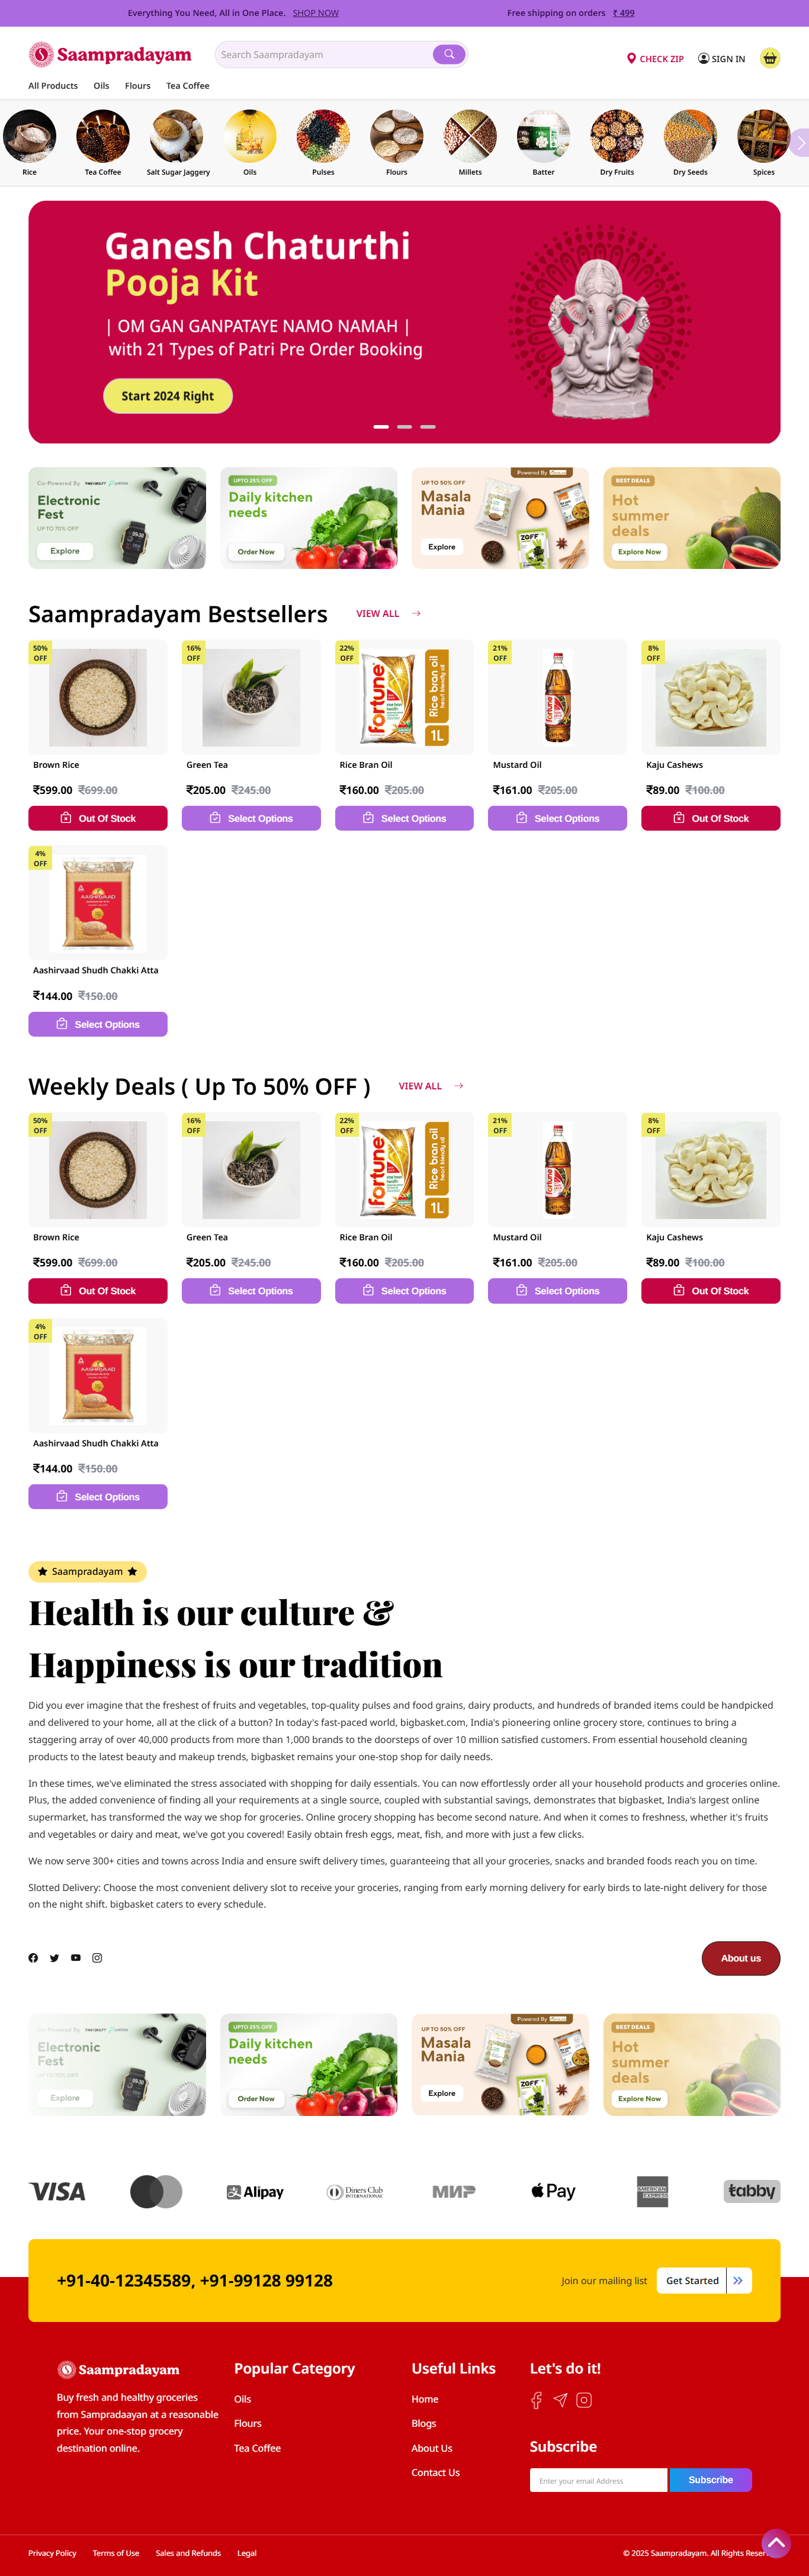 Everything You Need, All in One Place. SHOP NOW
Free shipping on orders ₹ 499
Saampradayam
Search Saampradayam
CHECK ZIP
SIGN IN
All Products Oils Flours Tea Coffee
Rice Tea Coffee Salt Sugar Jaggery Oils Pulses Flours Millets Batter Dry Fruits Dry Seeds Spices
Ganesh Chaturthi
Pooja Kit
| OM GAN GANPATAYE NAMO NAMAH |
with 21 Types of Patri Pre Order Booking
Start 2024 Right
Co-Powered By
Electronic
Fest
UP TO 70% OFF
Explore
UPTO 25% OFF
Daily kitchen
needs
Order Now
Powered By
UP TO 50% OFF
Masala
Mania
Explore
ZOFF
BEST DEALS
Hot
summer
deals
Explore Now
Saampradayam Bestsellers
VIEW ALL
50%
OFF
Brown Rice
₹599.00 ₹699.00
Out Of Stock
16%
OFF
Green Tea
₹205.00 ₹245.00
Select Options
22%
OFF
fortune
Rice bran oil
heart friendly oil
1L
Rice Bran Oil
₹160.00 ₹205.00
Select Options
21%
OFF
fortune
Mustard Oil
₹161.00 ₹205.00
Select Options
8%
OFF
Kaju Cashews
₹89.00 ₹100.00
Out Of Stock
4%
OFF
AASHIRVAAD
Aashirvaad Shudh Chakki Atta
₹144.00 ₹150.00
Select Options
Weekly Deals ( Up To 50% OFF )
VIEW ALL
50%
OFF
Brown Rice
₹599.00 ₹699.00
Out Of Stock
16%
OFF
Green Tea
₹205.00 ₹245.00
Select Options
22%
OFF
fortune
Rice bran oil
heart friendly oil
1L
Rice Bran Oil
₹160.00 ₹205.00
Select Options
21%
OFF
fortune
Mustard Oil
₹161.00 ₹205.00
Select Options
8%
OFF
Kaju Cashews
₹89.00 ₹100.00
Out Of Stock
4%
OFF
AASHIRVAAD
Aashirvaad Shudh Chakki Atta
₹144.00 ₹150.00
Select Options
Saampradayam
Health is our culture &
Happiness is our tradition
Did you ever imagine that the freshest of fruits and vegetables, top-quality pulses and food grains, dairy products, and hundreds of branded items could be handpicked
and delivered to your home, all at the click of a button? In today's fast-paced world, bigbasket.com, India's pioneering online grocery store, continues to bring a
staggering array of over 40,000 products from more than 1,000 brands to the doorsteps of over 10 million satisfied customers. From essential household cleaning
products to the latest beauty and makeup trends, bigbasket remains your one-stop shop for daily needs.
In these times, we've eliminated the stress associated with shopping for daily essentials. You can now effortlessly order all your household products and groceries online.
Plus, the added convenience of finding all your requirements at a single source, coupled with substantial savings, demonstrates that bigbasket, India's largest online
supermarket, has transformed the way we shop for groceries. Online grocery shopping has become second nature. And when it comes to freshness, whether it's fruits
and vegetables or dairy and meat, we've got you covered! Easily obtain fresh eggs, meat, fish, and more with just a few clicks.
We now serve 300+ cities and towns across India and ensure swift delivery times, guaranteeing that all your groceries, snacks and branded foods reach you on time.
Slotted Delivery: Choose the most convenient delivery slot to receive your groceries, ranging from early morning delivery for early birds to late-night delivery for those
on the night shift. bigbasket caters to every schedule.
About us
Co-Powered By
Electronic
Fest
UP TO 70% OFF
Explore
UPTO 25% OFF
Daily kitchen
needs
Order Now
Powered By
UP TO 50% OFF
Masala
Mania
Explore
ZOFF
BEST DEALS
Hot
summer
deals
Explore Now
VISA
Alipay
Diners Club
INTERNATIONAL
МИР
Pay
AMERICAN
EXPRESS
tabby
+91-40-12345589, +91-99128 99128
Join our mailing list
Get Started
Saampradayam
Buy fresh and healthy groceries
from Sampradaayan at a reasonable
price. Your one-stop grocery
destination online.
Popular Category
Oils
Flours
Tea Coffee
Useful Links
Home
Blogs
About Us
Contact Us
Let's do it!
Subscribe
Enter your email Address
Subscribe
Privacy Policy Terms of Use Sales and Refunds Legal
© 2025 Saampradayam. All Rights Reser